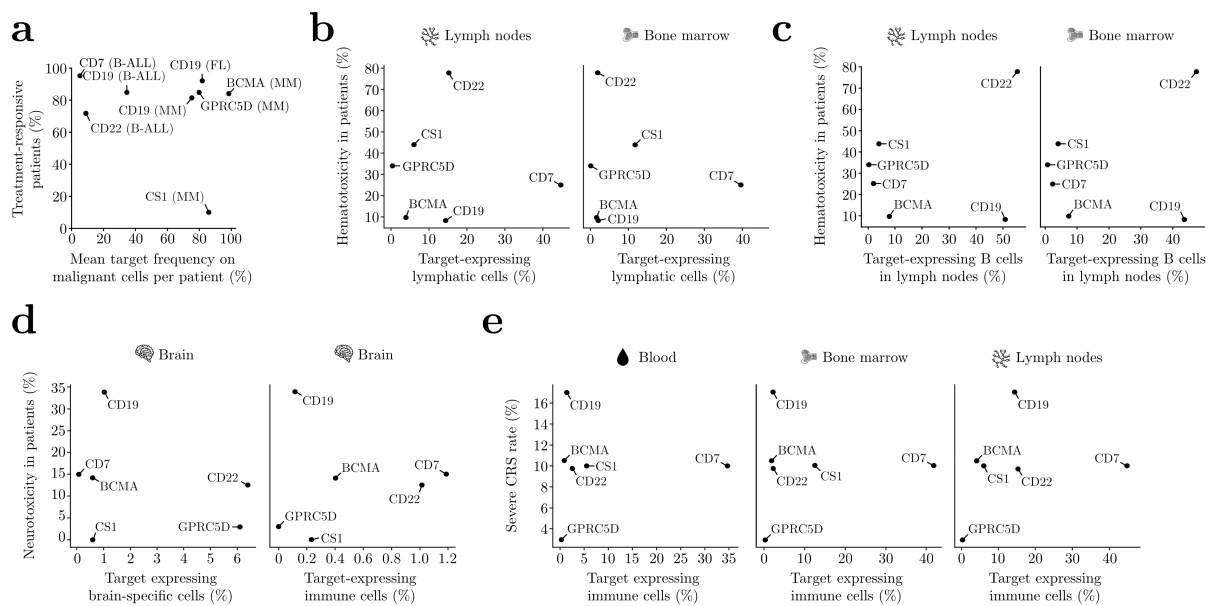 a
Treatment-responsive
patients (%)
100
80
60
40
20
0
CD7 (B-ALL)
CD19 (B-ALL)
CD19 (FL)
BCMA (MM)
CD19 (MM)
GPRC5D (MM)
CD22 (B-ALL)
CS1 (MM)
0 20 40 60 80 100
Mean target frequency on
malignant cells per patient (%)
b
Lymph nodes
Bone marrow
Hematotoxicity in patients (%)
80
70
60
50
40
30
20
10
CD22
CS1
GPRC5D
CD7
BCMA
CD19
0 10 20 30 40
Target-expressing
lymphatic cells (%)
CD22
CS1
GPRC5D
CD7
BCMA
CD19
0 10 20 30 40
Target-expressing
lymphatic cells (%)
c
Lymph nodes
Bone marrow
Hematotoxicity in patients (%)
80
70
60
50
40
30
20
10
CD22
CS1
GPRC5D
CD7
BCMA
CD19
0 10 20 30 40 50
Target-expressing B cells
in lymph nodes (%)
CD22
CS1
GPRC5D
CD7
BCMA
CD19
0 10 20 30 40
Target-expressing B cells
in lymph nodes (%)
d
Brain
Brain
Neurotoxicity in patients (%)
35
30
25
20
15
10
5
0
CD19
CD7
BCMA
CD22
CS1
GPRC5D
0 1 2 3 4 5 6
Target expressing
brain-specific cells (%)
CD19
BCMA
CD7
CD22
GPRC5D
CS1
0 0.2 0.4 0.6 0.8 1.0 1.2
Target-expressing
immune cells (%)
e
Blood
Bone marrow
Lymph nodes
Severe CRS rate (%)
16
14
12
10
8
6
4
CD19
BCMA
CS1
CD22
CD7
GPRC5D
0 5 10 15 20 25 30 35
Target expressing
immune cells (%)
CD19
BCMA
CD22
CS1
CD7
GPRC5D
0 10 20 30 40
Target expressing
immune cells (%)
CD19
BCMA
CS1
CD22
CD7
GPRC5D
0 10 20 30 40
Target expressing
immune cells (%)